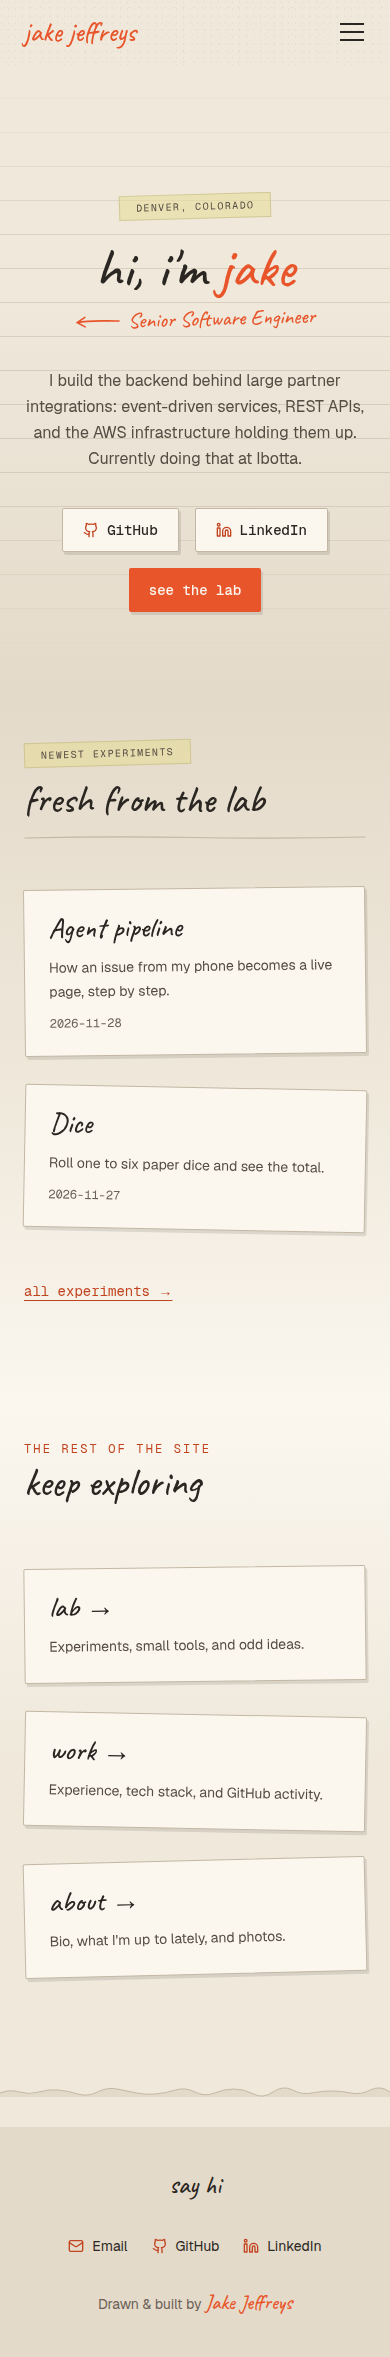 jake jeffreys
DENVER, COLORADO
hi, i'm jake
← Senior Software Engineer
I build the backend behind large partner
integrations: event-driven services, REST APIs,
and the AWS infrastructure holding them up.
Currently doing that at Ibotta.
GitHub
LinkedIn
see the lab
NEWEST EXPERIMENTS
fresh from the lab
Agent pipeline
How an issue from my phone becomes a live
page, step by step.
2026-11-28
Dice
Roll one to six paper dice and see the total.
2026-11-27
all experiments →
THE REST OF THE SITE
keep exploring
lab →
Experiments, small tools, and odd ideas.
work →
Experience, tech stack, and GitHub activity.
about →
Bio, what I'm up to lately, and photos.
say hi
Email
GitHub
LinkedIn
Drawn & built by Jake Jeffreys